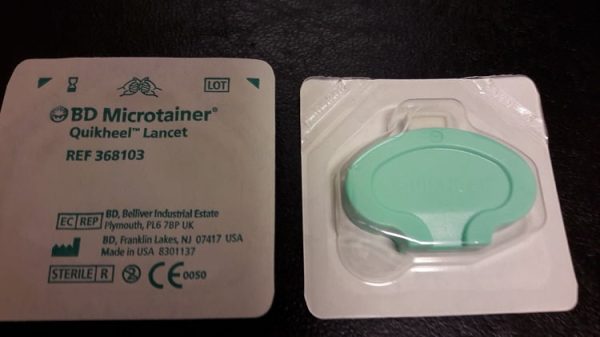 LOT
BD Microtainer®
Quikheel™ Lancet
REF 368103
EC REP
BD, Belliver Industrial Estate
Plymouth, PL6 7BP UK
BD, Franklin Lakes, NJ 07417 USA
Made in USA 8301137
STERILE R
2
CE 0050